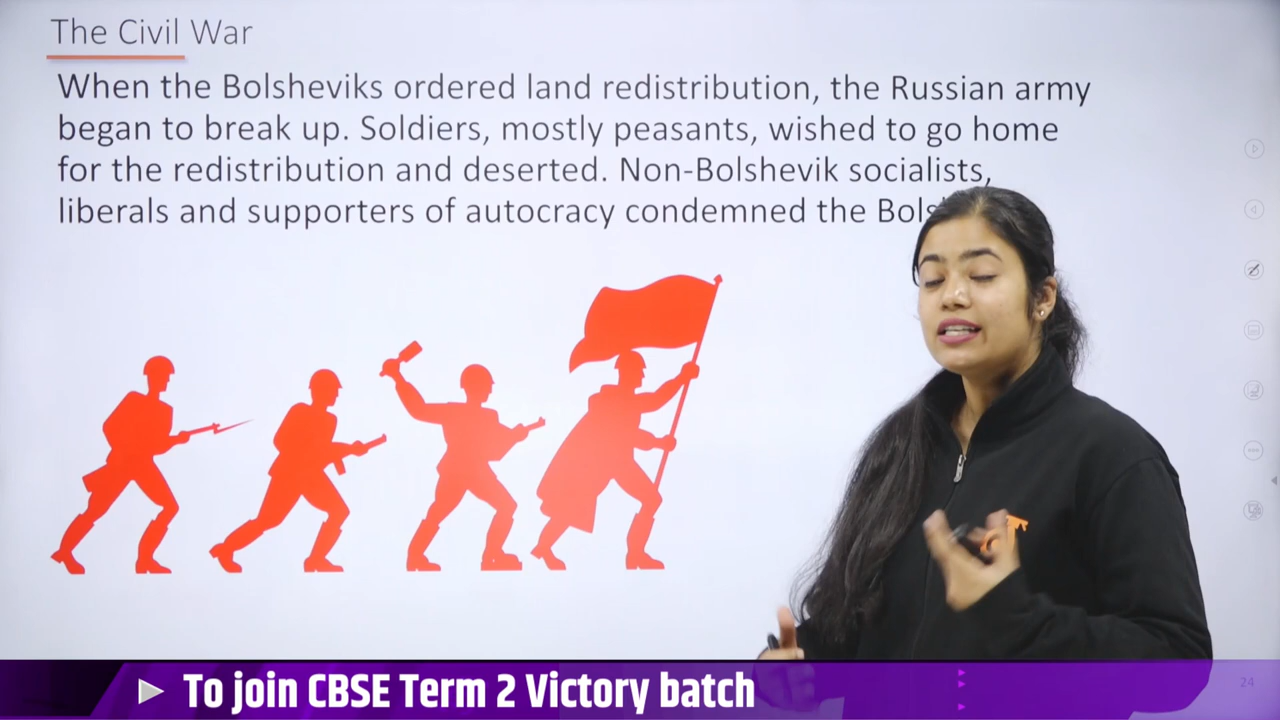 The Civil War
When the Bolsheviks ordered land redistribution, the Russian army
began to break up. Soldiers, mostly peasants, wished to go home
for the redistribution and deserted. Non-Bolshevik socialists,
liberals and supporters of autocracy condemned the
To join CBSE Term 2 Victory batch
24